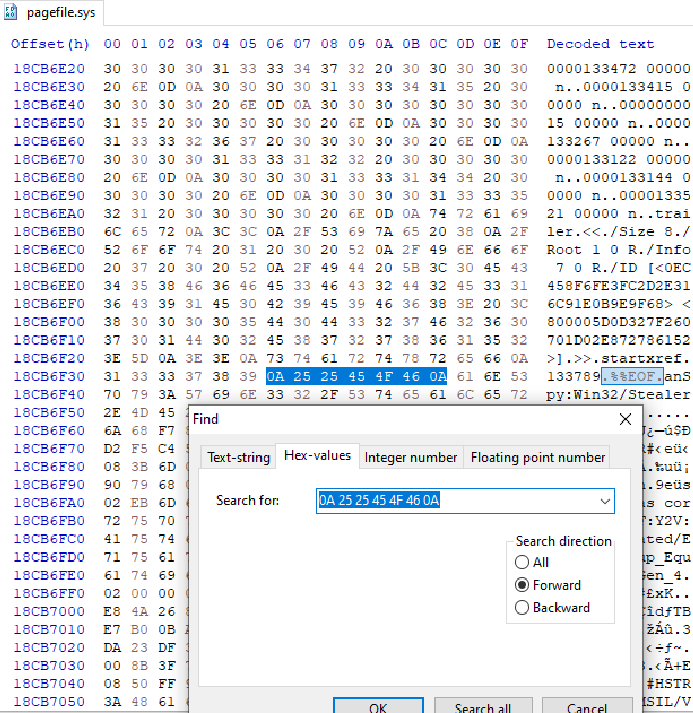 pagefile.sys
Offset(h) 00 01 02 03 04 05 06 07 08 09 0A 0B 0C 0D 0E 0F Decoded text
18CB6E20 30 30 30 30 31 33 33 34 37 32 20 30 30 30 30 30 0000133472 00000
18CB6E30 20 6E 0D 0A 30 30 30 30 31 33 33 34 31 35 20 30 n..0000133415 0
18CB6E40 30 30 30 30 20 6E 0D 0A 30 30 30 30 30 30 30 30 0000 n..00000000
18CB6E50 31 35 20 30 30 30 30 30 20 6E 0D 0A 30 30 30 30 15 00000 n..0000
18CB6E60 31 33 33 32 36 37 20 30 30 30 30 30 20 6E 0D 0A 133267 00000 n..
18CB6E70 30 30 30 30 31 33 33 31 32 32 20 30 30 30 30 30 0000133122 00000
18CB6E80 20 6E 0D 0A 30 30 30 30 31 33 33 31 34 34 20 30 n..0000133144 0
18CB6E90 30 30 30 30 20 6E 0D 0A 30 30 30 30 31 33 33 35 0000 n..00001335
18CB6EA0 32 31 20 30 30 30 30 30 20 6E 0D 0A 74 72 61 69 21 00000 n..trai
18CB6EB0 6C 65 72 0A 3C 3C 0A 2F 53 69 7A 65 20 38 0A 2F ler.<<./Size 8./
18CB6EC0 52 6F 6F 74 20 31 20 30 20 52 0A 2F 49 6E 66 6F Root 1 0 R./Info
18CB6ED0 20 37 20 30 20 52 0A 2F 49 44 20 5B 3C 30 45 43 7 0 R./ID [<0EC
18CB6EE0 34 35 38 46 36 46 45 33 46 43 32 44 32 45 33 31 458F6FE3FC2D2E31
18CB6EF0 36 43 39 31 45 30 42 39 45 39 46 36 38 3E 20 3C 6C91E0B9E9F68> <
18CB6F00 38 30 30 30 30 35 44 30 44 33 32 37 46 32 36 30 800005D0D327F260
18CB6F10 37 30 31 44 30 32 45 38 37 32 37 38 36 31 35 32 701D02E872786152
18CB6F20 3E 5D 0A 3E 3E 0A 73 74 61 72 74 78 72 65 66 0A >].>>.startxref.
18CB6F30 31 33 33 37 38 39 0A 25 25 45 4F 46 0A 61 6E 53 133789.%%EOF.anS
18CB6F40 70 79 3A 57 69 6E 33 32 2F 53 74 65 61 6C 65 72 py:Win32/Stealer
18CB6F50 2E 4D 45
18CB6F60 6A 68 F7
18CB6F70 D2 F5 C4
18CB6F80 08 3B 6D
18CB6F90 90 79 68
18CB6FA0 02 EB 6D
18CB6FB0 72 75 70
18CB6FC0 41 75 74
18CB6FD0 71 75 61
18CB6FE0 61 74 69
18CB6FF0 02 00 00
18CB7000 E8 4A 26
18CB7010 E7 B0 0B
18CB7020 DA 23 DF
18CB7030 00 8B 3F
18CB7040 08 50 FF
18CB7050 3A 48 61
Find
Text-string Hex-values Integer number Floating point number
Search for: 0A 25 25 45 4F 46 0A
Search direction
All
Forward
Backward
OK Search all Cancel